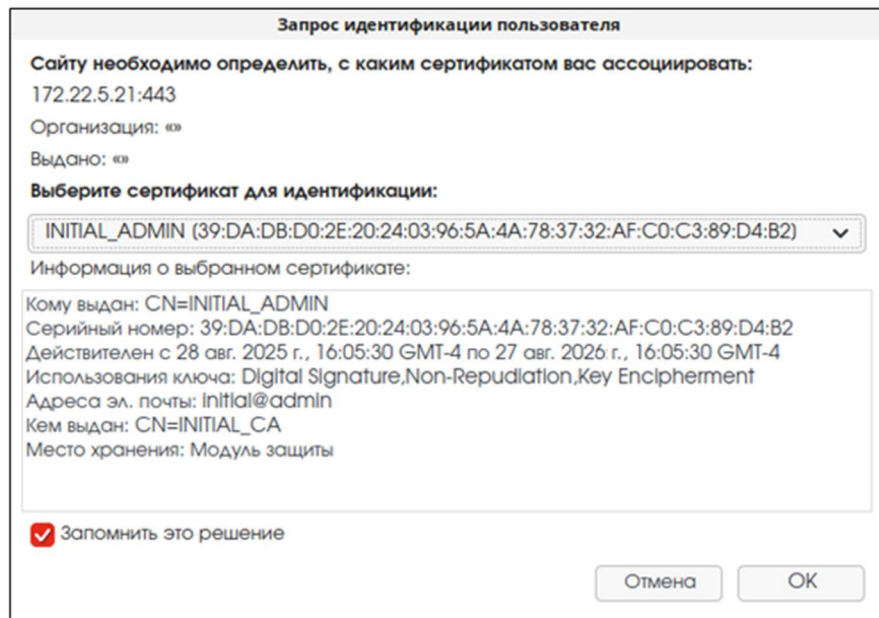 Запрос идентификации пользователя
Сайту необходимо определить, с каким сертификатом вас ассоциировать:
172.22.5.21:443
Организация: «»
Выдано: «»
Выберите сертификат для идентификации:
INITIAL_ADMIN (39:DA:DB:D0:2E:20:24:03:96:5A:4A:78:37:32:AF:C0:C3:89:D4:B2)
Информация о выбранном сертификате:
Кому выдан: CN=INITIAL_ADMIN
Серийный номер: 39:DA:DB:D0:2E:20:24:03:96:5A:4A:78:37:32:AF:C0:C3:89:D4:B2
Действителен с 28 авг. 2025 г., 16:05:30 GMT-4 по 27 авг. 2026 г., 16:05:30 GMT-4
Использования ключа: Digital Signature,Non-Repudiation,Key Encipherment
Адреса эл. почты: initial@admin
Кем выдан: CN=INITIAL_CA
Место хранения: Модуль защиты
Запомнить это решение
Отмена
OK